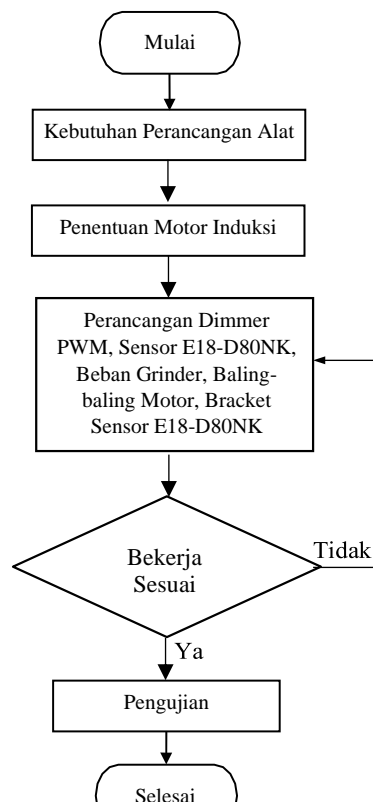 Mulai
Kebutuhan Perancangan Alat
Penentuan Motor Induksi
Perancangan Dimmer
PWM, Sensor E18-D80NK,
Beban Grinder, Baling-
baling Motor, Bracket
Sensor E18-D80NK
Bekerja
Sesuai
Tidak
Ya
Pengujian
Selesai